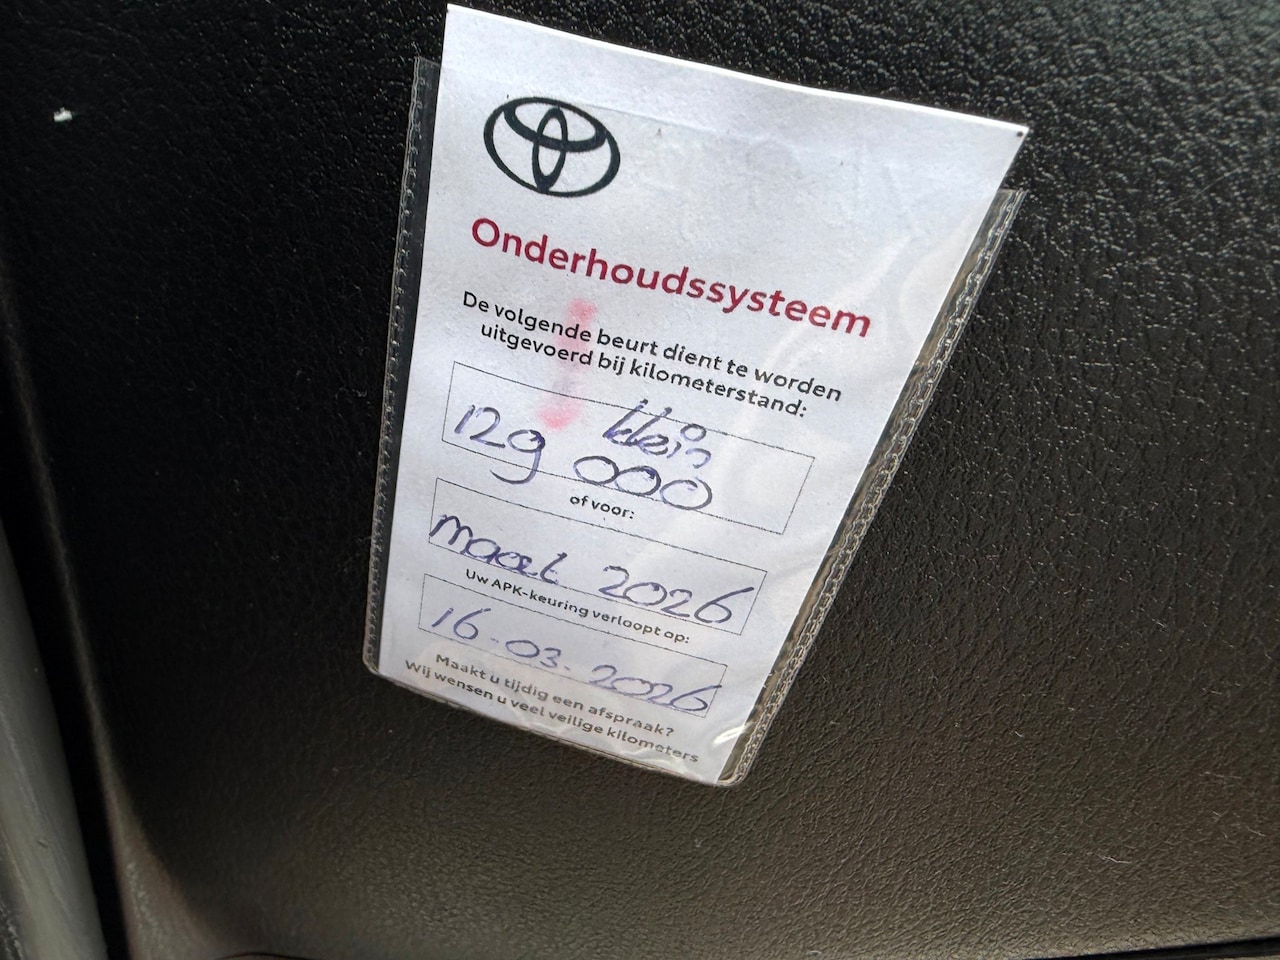 Onderhoudssysteem
De volgende beurt dient te worden
uitgevoerd bij kilometerstand:
klein
129 000
of voor:
maart 2026
Uw APK-keuring verloopt op:
16-03-2026
Maakt u tijdig een afspraak?
Wij wensen u veel veilige kilometers